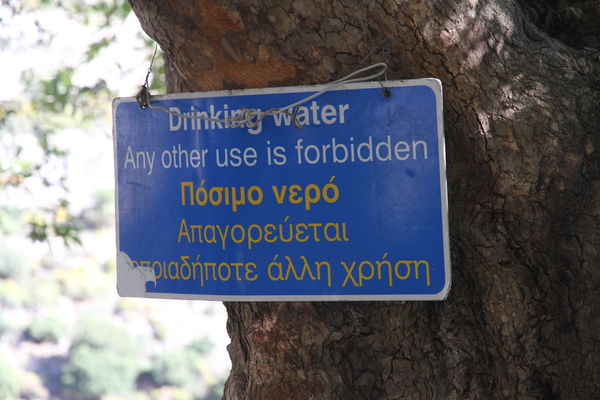 Drinking water
Any other use is forbidden
Πόσιμο νερό
Απαγορεύεται
άλλη χρήση